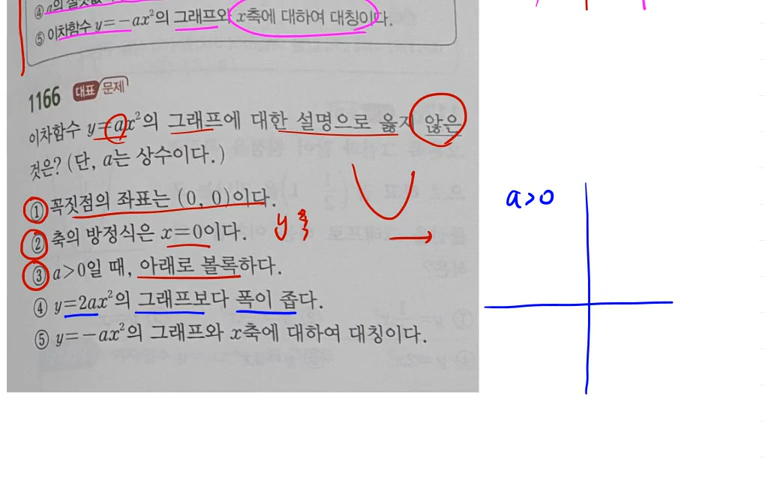 ④ a의
⑤ 이차함수 y=-ax²의 그래프와 x축에 대하여 대칭이다.
1166 대표 문제
이차함수 y=ax²의 그래프에 대한 설명으로 옳지 않은
것은? (단, a는 상수이다.)
① 꼭짓점의 좌표는 (0, 0)이다.
② 축의 방정식은 x=0이다.
y축
③ a>0일 때, 아래로 볼록하다.
④ y=2ax²의 그래프보다 폭이 좁다.
⑤ y=-ax²의 그래프와 x축에 대하여 대칭이다.
a>0